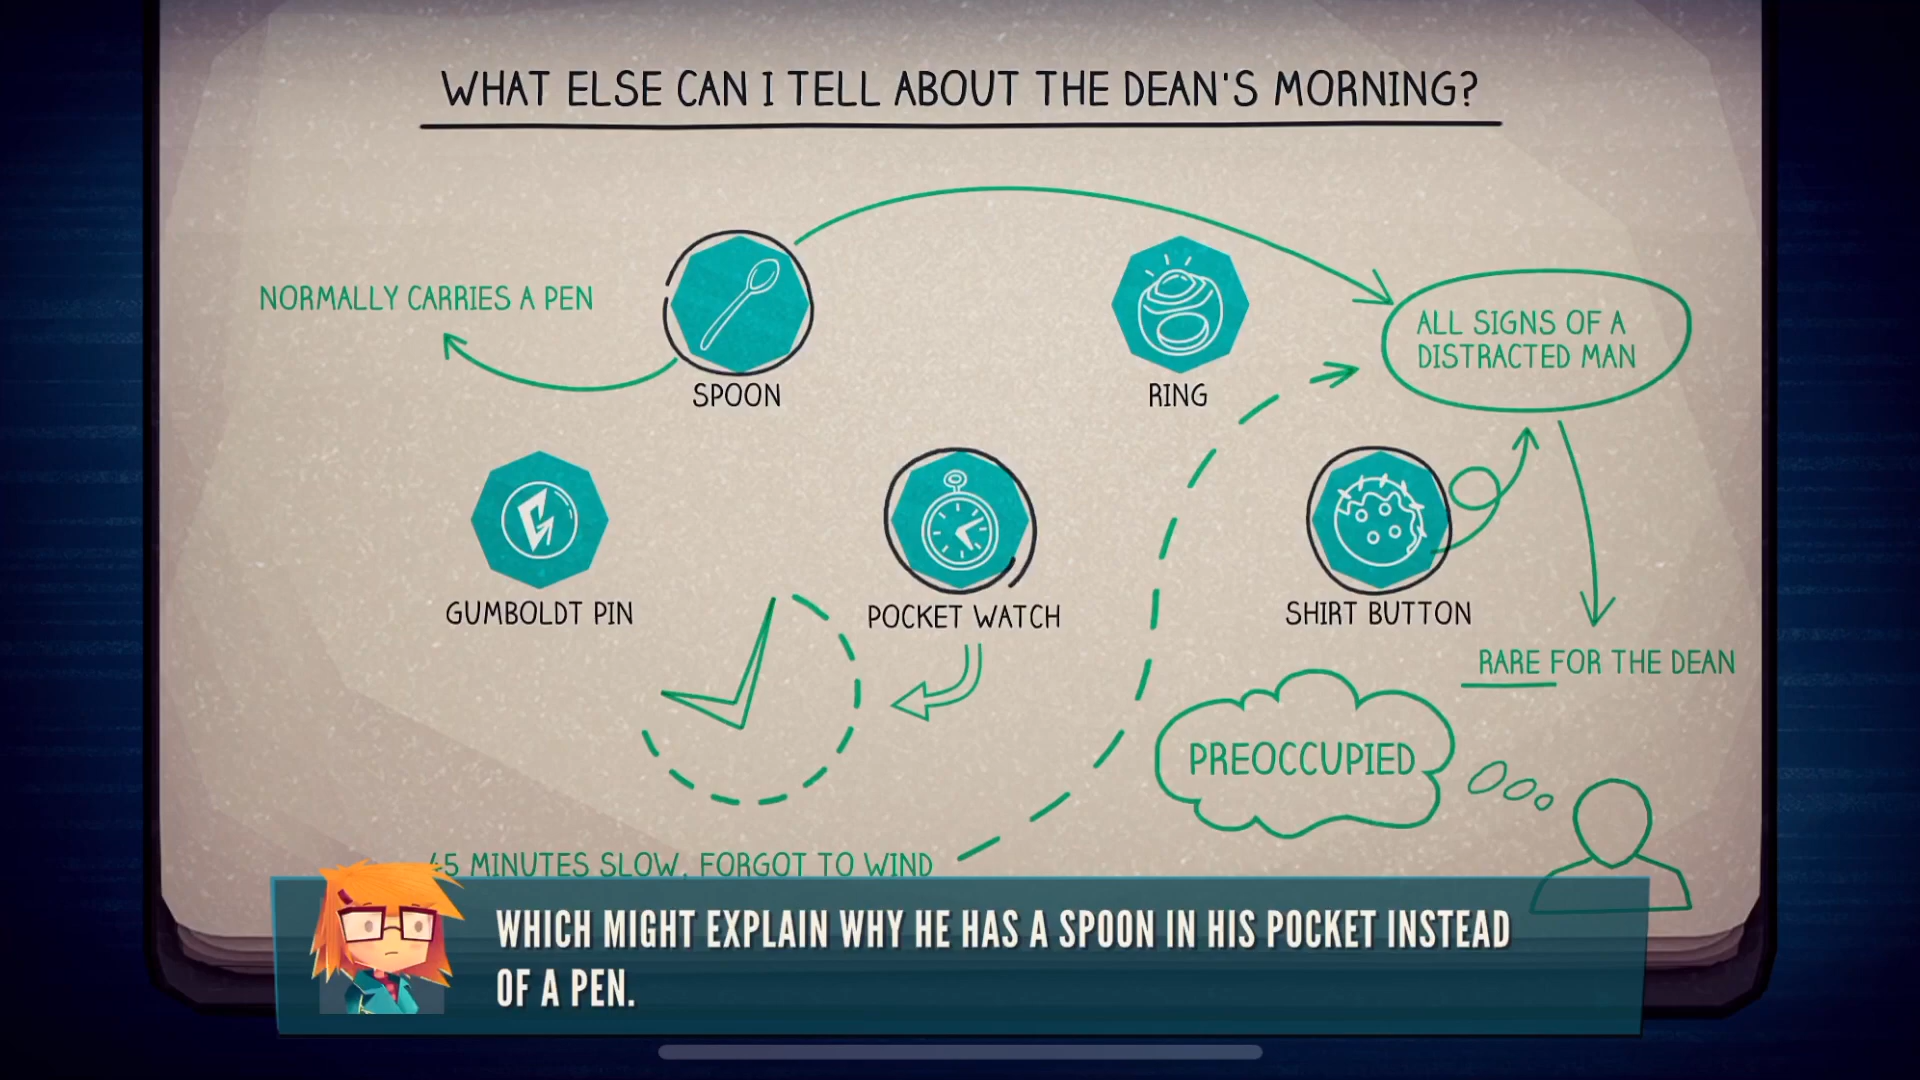 WHAT ELSE CAN I TELL ABOUT THE DEAN'S MORNING?
NORMALLY CARRIES A PEN
SPOON
RING
ALL SIGNS OF A
DISTRACTED MAN
GUMBOLDT PIN
POCKET WATCH
SHIRT BUTTON
RARE FOR THE DEAN
PREOCCUPIED
MINUTES SLOW, FORGOT TO WIND
WHICH MIGHT EXPLAIN WHY HE HAS A SPOON IN HIS POCKET INSTEAD
OF A PEN.